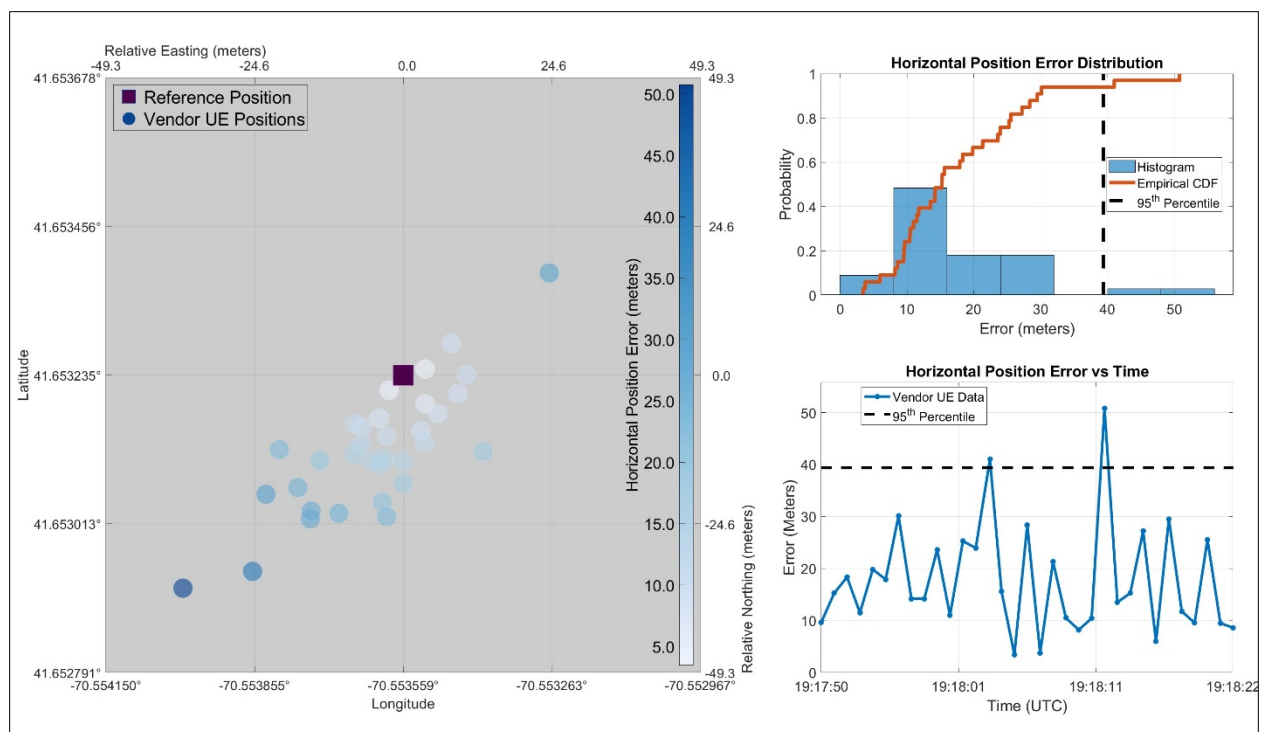 Relative Easting (meters)
-49.3
-24.6
0.0
24.6
49.3
41.653678°
41.653456°
41.653235°
41.653013°
41.652791°
Latitude
Reference Position
Vendor UE Positions
50.0
45.0
40.0
35.0
30.0
25.0
20.0
15.0
10.0
5.0
Horizontal Position Error (meters)
49.3
24.6
0.0
-24.6
-49.3
Relative Northing (meters)
-70.554150°
-70.553855°
-70.553559°
-70.553263°
-70.552967°
Longitude
Horizontal Position Error Distribution
1
0.8
0.6
0.4
0.2
0
Probability
Histogram
Empirical CDF
95th Percentile
0
10
20
30
40
50
Error (meters)
Horizontal Position Error vs Time
Vendor UE Data
95th Percentile
50
40
30
20
10
0
Error (Meters)
19:17:50
19:18:01
19:18:11
19:18:22
Time (UTC)